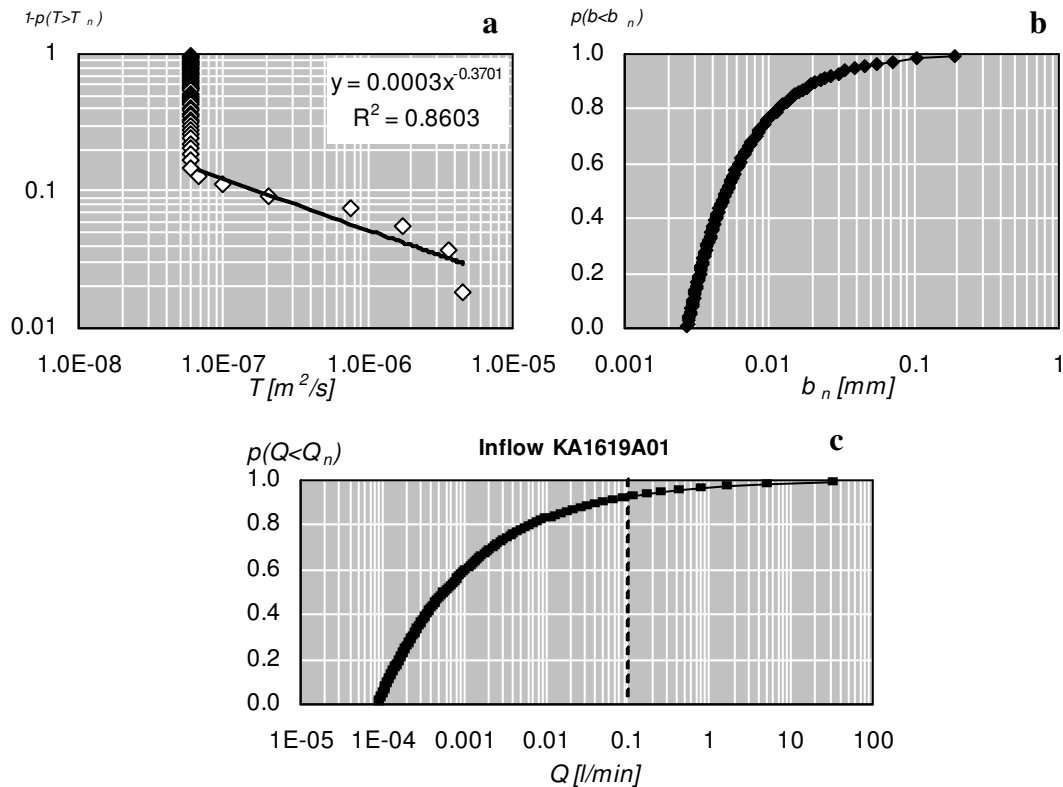 1-p(T>T n)
a
1
0.1
0.01
y = 0.0003x^-0.3701
R² = 0.8603
1.0E-08 1.0E-07 1.0E-06 1.0E-05
T [m²/s]
p(b<b n)
b
1.0
0.8
0.6
0.4
0.2
0.0
0.001 0.01 0.1 1
b n [mm]
p(Q<Q n)
Inflow KA1619A01
c
1.0
0.8
0.6
0.4
0.2
0.0
1E-05 1E-04 0.001 0.01 0.1 1 10 100
Q [l/min]